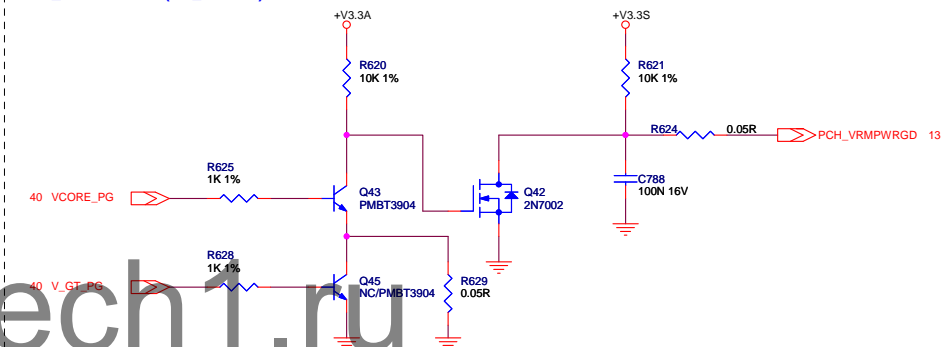 +V3.3A
+V3.3S
R620
10K 1%
R621
10K 1%
R624
0.05R
PCH_VRMPWRGD 13
R625
1K 1%
40 VCORE_PG
Q43
PMBT3904
Q42
2N7002
C788
100N 16V
R628
1K 1%
40 V_GT_PG
Q45
NC/PMBT3904
R629
0.05R
ech1.ru